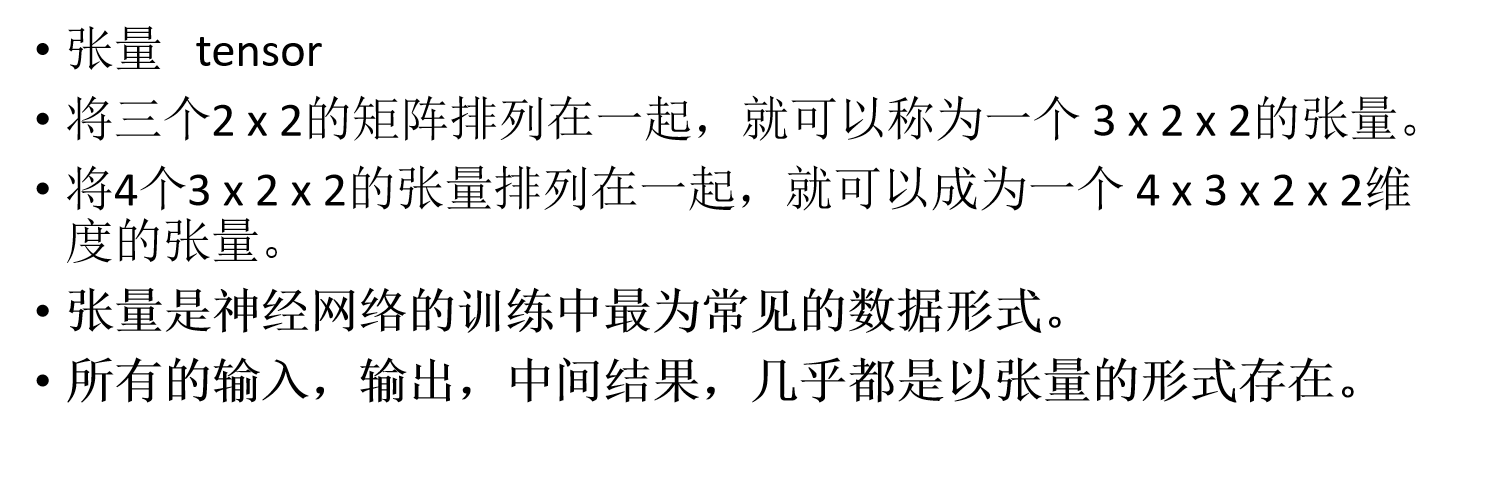 • 张量 tensor
• 将三个2 x 2的矩阵排列在一起，就可以称为一个 3 x 2 x 2的张量。
• 将4个3 x 2 x 2的张量排列在一起，就可以成为一个 4 x 3 x 2 x 2维
度的张量。
• 张量是神经网络的训练中最为常见的数据形式。
• 所有的输入，输出，中间结果，几乎都是以张量的形式存在。